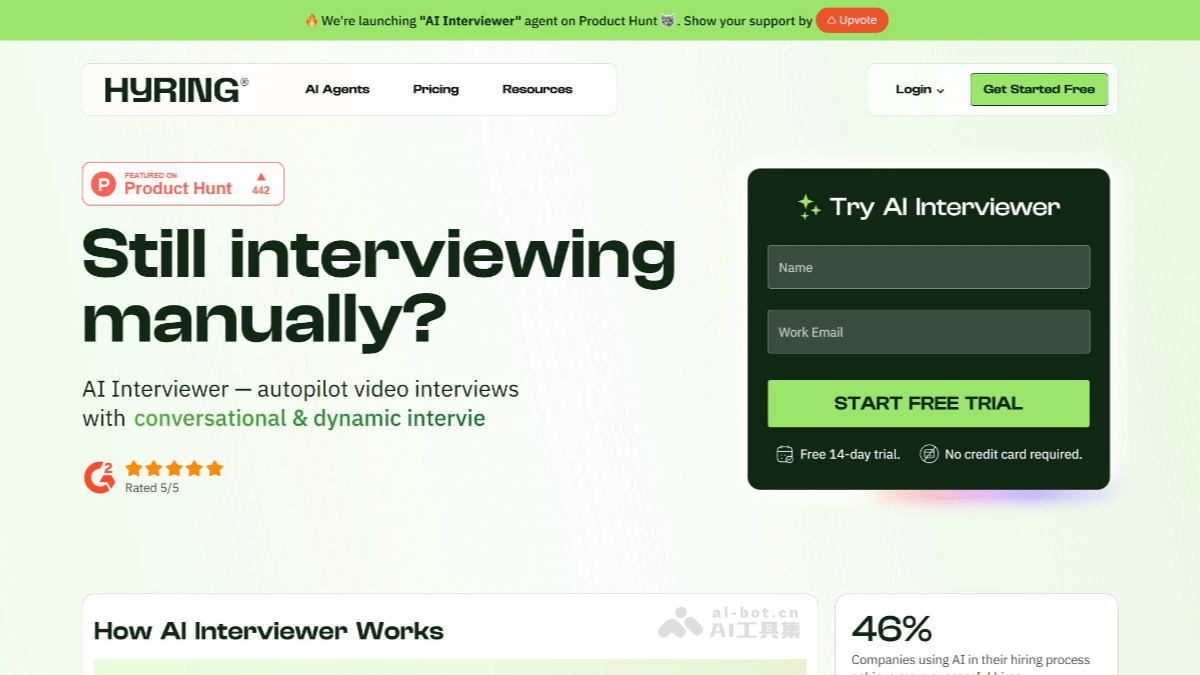 🔥 We're launching "AI Interviewer" agent on Product Hunt 😸. Show your support by Upvote
HYRING®
AI Agents
Pricing
Resources
Login
Get Started Free
P FEATURED ON
Product Hunt
442
Still interviewing
manually?
AI Interviewer — autopilot video interviews
with conversational & dynamic intervie
G2
Rated 5/5
Try AI Interviewer
Name
Work Email
START FREE TRIAL
Free 14-day trial.
No credit card required.
How AI Interviewer Works
ai-bot.cn
AI工具集
46%
Companies using AI in their hiring process